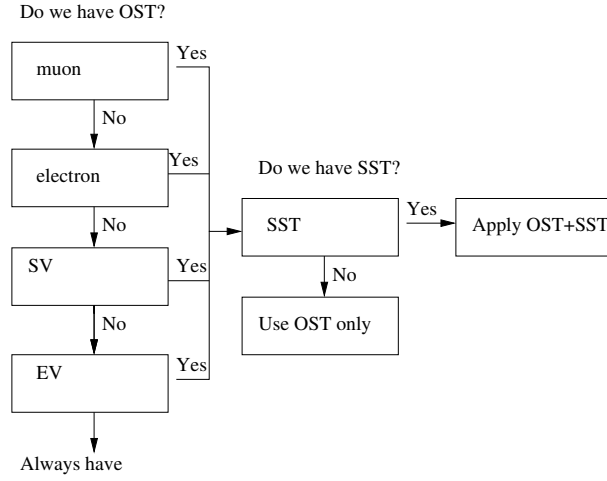 Do we have OST?
muon
Yes
No
electron
Yes
No
SV
Yes
No
EV
Yes
Always have
Do we have SST?
SST
Yes
Apply OST+SST
No
Use OST only